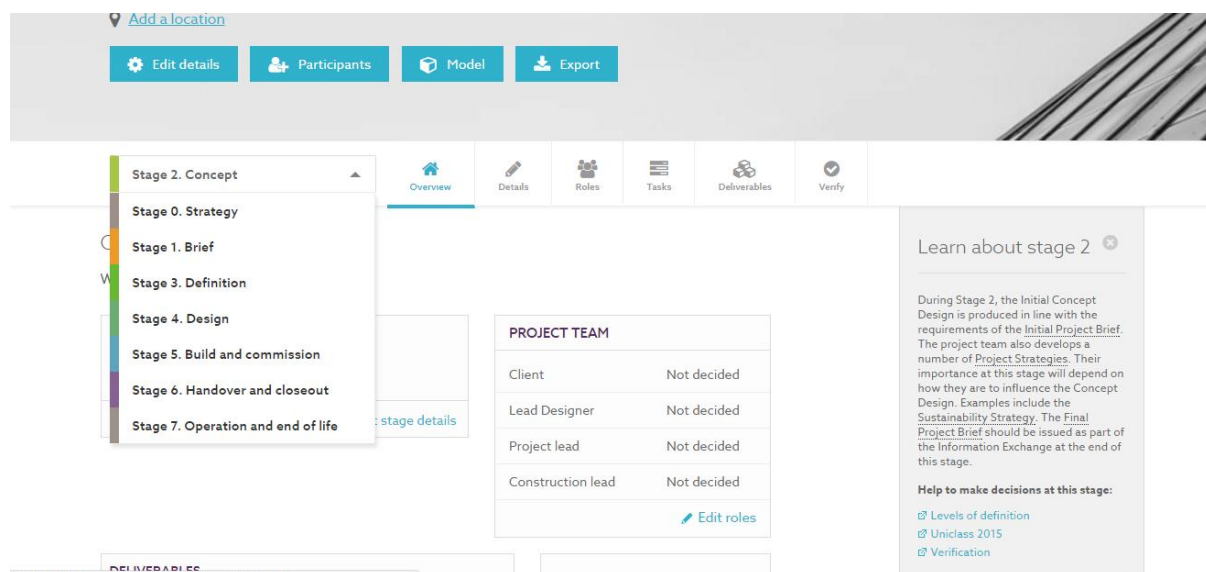 Add a location
Edit details
Participants
Model
Export
Stage 2. Concept
Overview
Details
Roles
Tasks
Deliverables
Verify
Stage 0. Strategy
Stage 1. Brief
Stage 3. Definition
Stage 4. Design
Stage 5. Build and commission
Stage 6. Handover and closeout
Stage 7. Operation and end of life
stage details
PROJECT TEAM
Client Not decided
Lead Designer Not decided
Project lead Not decided
Construction lead Not decided
Edit roles
DELIVERABLES
Learn about stage 2
During Stage 2, the Initial Concept
Design is produced in line with the
requirements of the Initial Project Brief.
The project team also develops a
number of Project Strategies. Their
importance at this stage will depend on
how they are to influence the Concept
Design. Examples include the
Sustainability Strategy. The Final
Project Brief should be issued as part of
the Information Exchange at the end of
this stage.
Help to make decisions at this stage:
Levels of definition
Uniclass 2015
Verification